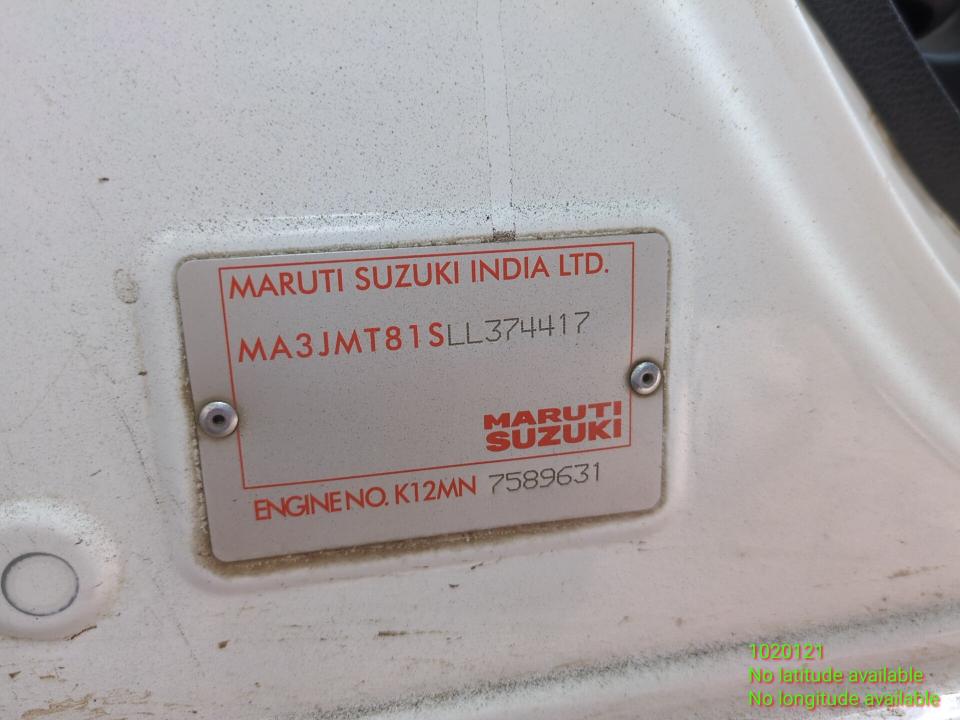 MARUTI SUZUKI INDIA LTD.
MA3JMT81SLL374417
MARUTI
SUZUKI
ENGINE NO. K12MN 7589631
1020121
No latitude available
No longitude available